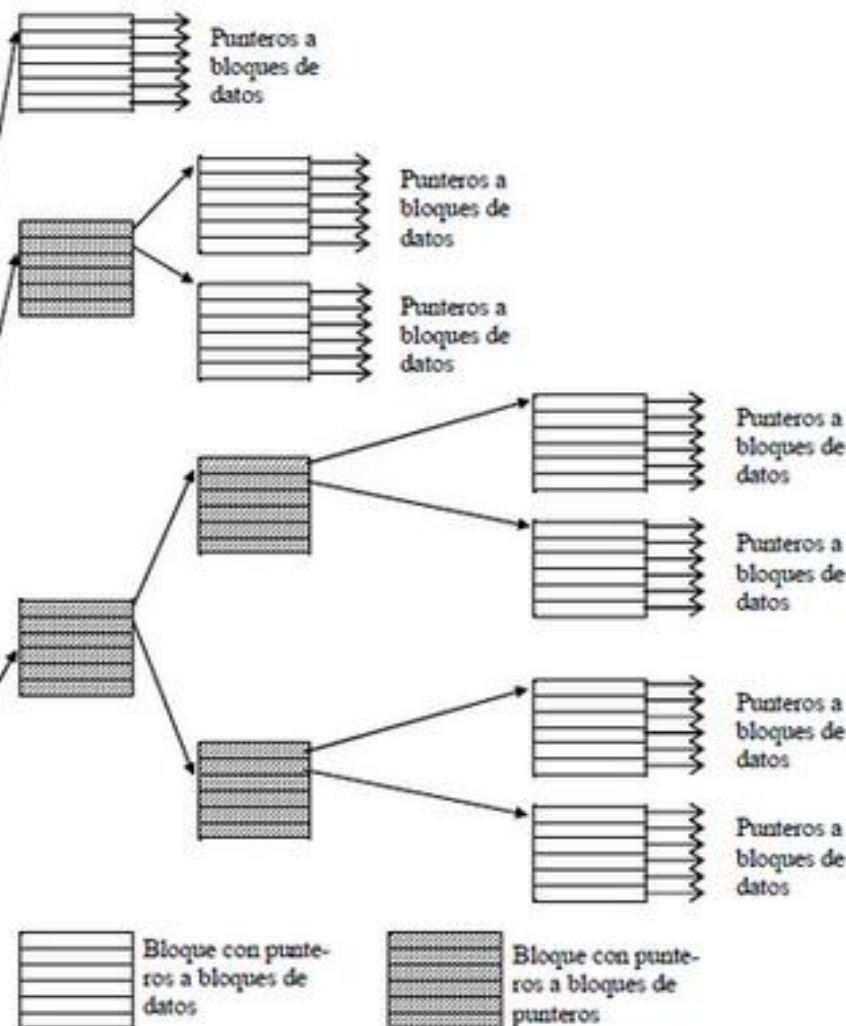 Punteros a
bloques de
datos
Punteros a
bloques de
datos
Punteros a
bloques de
datos
Punteros a
bloques de
datos
Punteros a
bloques de
datos
Punteros a
bloques de
datos
Punteros a
bloques de
datos
Bloque con punte-
ros a bloques de
datos
Bloque con punte-
ros a bloques de
punteros